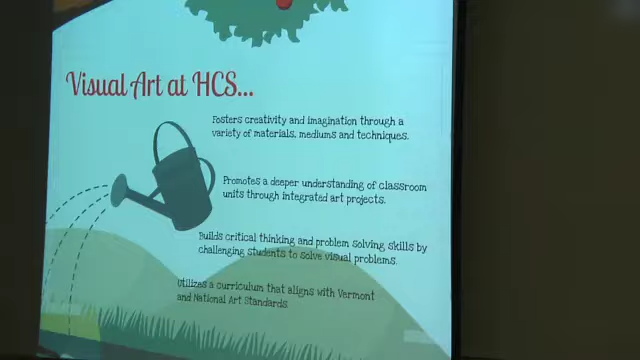 Visual Art at HCS...
Fosters creativity and imagination through a
variety of materials, mediums and techniques.
Promotes a deeper understanding of classroom
units through integrated art projects.
Builds critical thinking and problem solving skills by
challenging students to solve visual problems.
Utilizes a curriculum that aligns with Vermont
and National Art Standards.